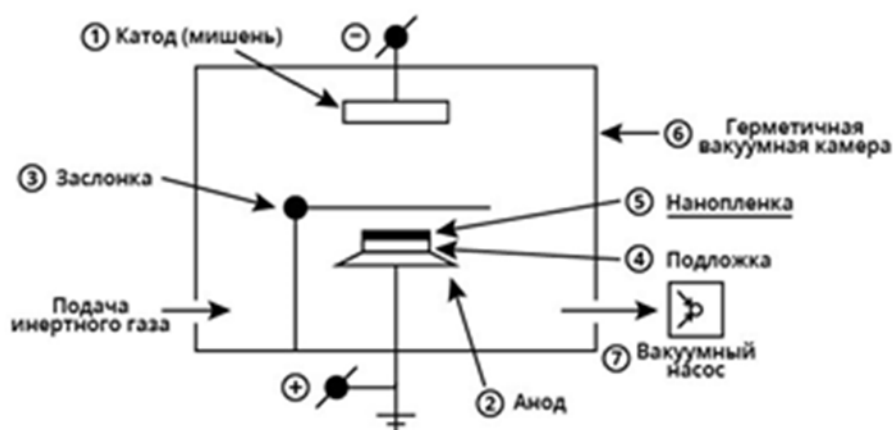 ① Катод (мишень)
−
⑥ Герметичная
вакуумная камера
③ Заслонка
⑤ Нанопленка
④ Подложка
Подача
инертного газа
⑦ Вакуумный
насос
+
② Анод